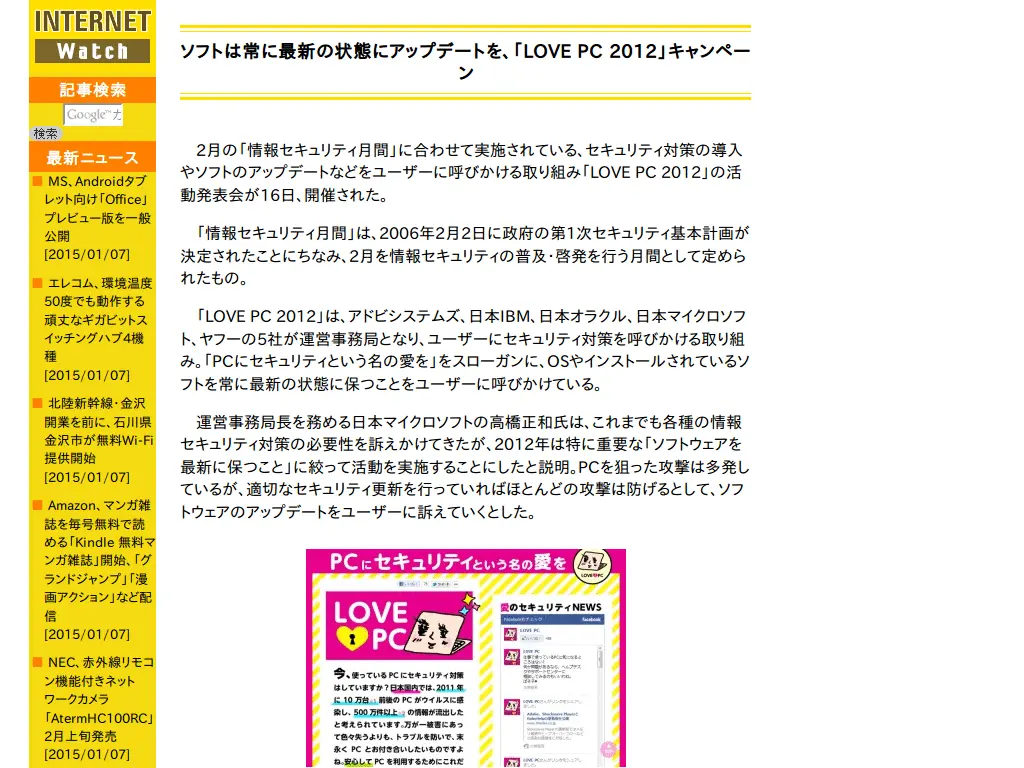 INTERNET
Watch
記事検索
Google™カ
検索
最新ニュース
■ MS、Androidタブ
レット向け「Office」
プレビュー版を一般
公開
[2015/01/07]
■ エレコム、環境温度
50度でも動作する
頑丈なギガビットス
イッチングハブ4機
種
[2015/01/07]
■ 北陸新幹線・金沢
開業を前に、石川県
金沢市が無料Wi-Fi
提供開始
[2015/01/07]
■ Amazon、マンガ雑
誌を毎号無料で読
める「Kindle 無料マ
ンガ雑誌」開始、「グ
ランドジャンプ」「漫
画アクション」など配
信
[2015/01/07]
■ NEC、赤外線リモコ
ン機能付きネット
ワークカメラ
「AtermHC100RC」
2月上旬発売
[2015/01/07]
ソフトは常に最新の状態にアップデートを、「LOVE PC 2012」キャンペー
ン
2月の「情報セキュリティ月間」に合わせて実施されている、セキュリティ対策の導入
やソフトのアップデートなどをユーザーに呼びかける取り組み「LOVE PC 2012」の活
動発表会が16日、開催された。
「情報セキュリティ月間」は、2006年2月2日に政府の第1次セキュリティ基本計画が
決定されたことにちなみ、2月を情報セキュリティの普及・啓発を行う月間として定めら
れたもの。
「LOVE PC 2012」は、アドビシステムズ、日本IBM、日本オラクル、日本マイクロソフ
ト、ヤフーの5社が運営事務局となり、ユーザーにセキュリティ対策を呼びかける取り組
み。「PCにセキュリティという名の愛を」をスローガンに、OSやインストールされているソ
フトを常に最新の状態に保つことをユーザーに呼びかけている。
運営事務局長を務める日本マイクロソフトの高橋正和氏は、これまでも各種の情報
セキュリティ対策の必要性を訴えかけてきたが、2012年は特に重要な「ソフトウェアを
最新に保つこと」に絞って活動を実施することにしたと説明。PCを狙った攻撃は多発し
ているが、適切なセキュリティ更新を行っていればほとんどの攻撃は防げるとして、ソフ
トウェアのアップデートをユーザーに訴えていくとした。
PCにセキュリティという名の愛を
LOVE PC
LOVE
PC
今、使っているPCにセキュリティ対策
はしていますか？日本国内では、2011年
に10万台 前後のPCがウイルスに感
染し、500万件以上 の情報が流出した
と考えられています。万が一被害にあっ
て色々失うよりも、トラブルを防いで、末
永くPCとお付き合いしたいものですよ
ね。安心してPCを利用するためにこれだ
愛のセキュリティNEWS
facebook
LOVE PC
LOVE PC